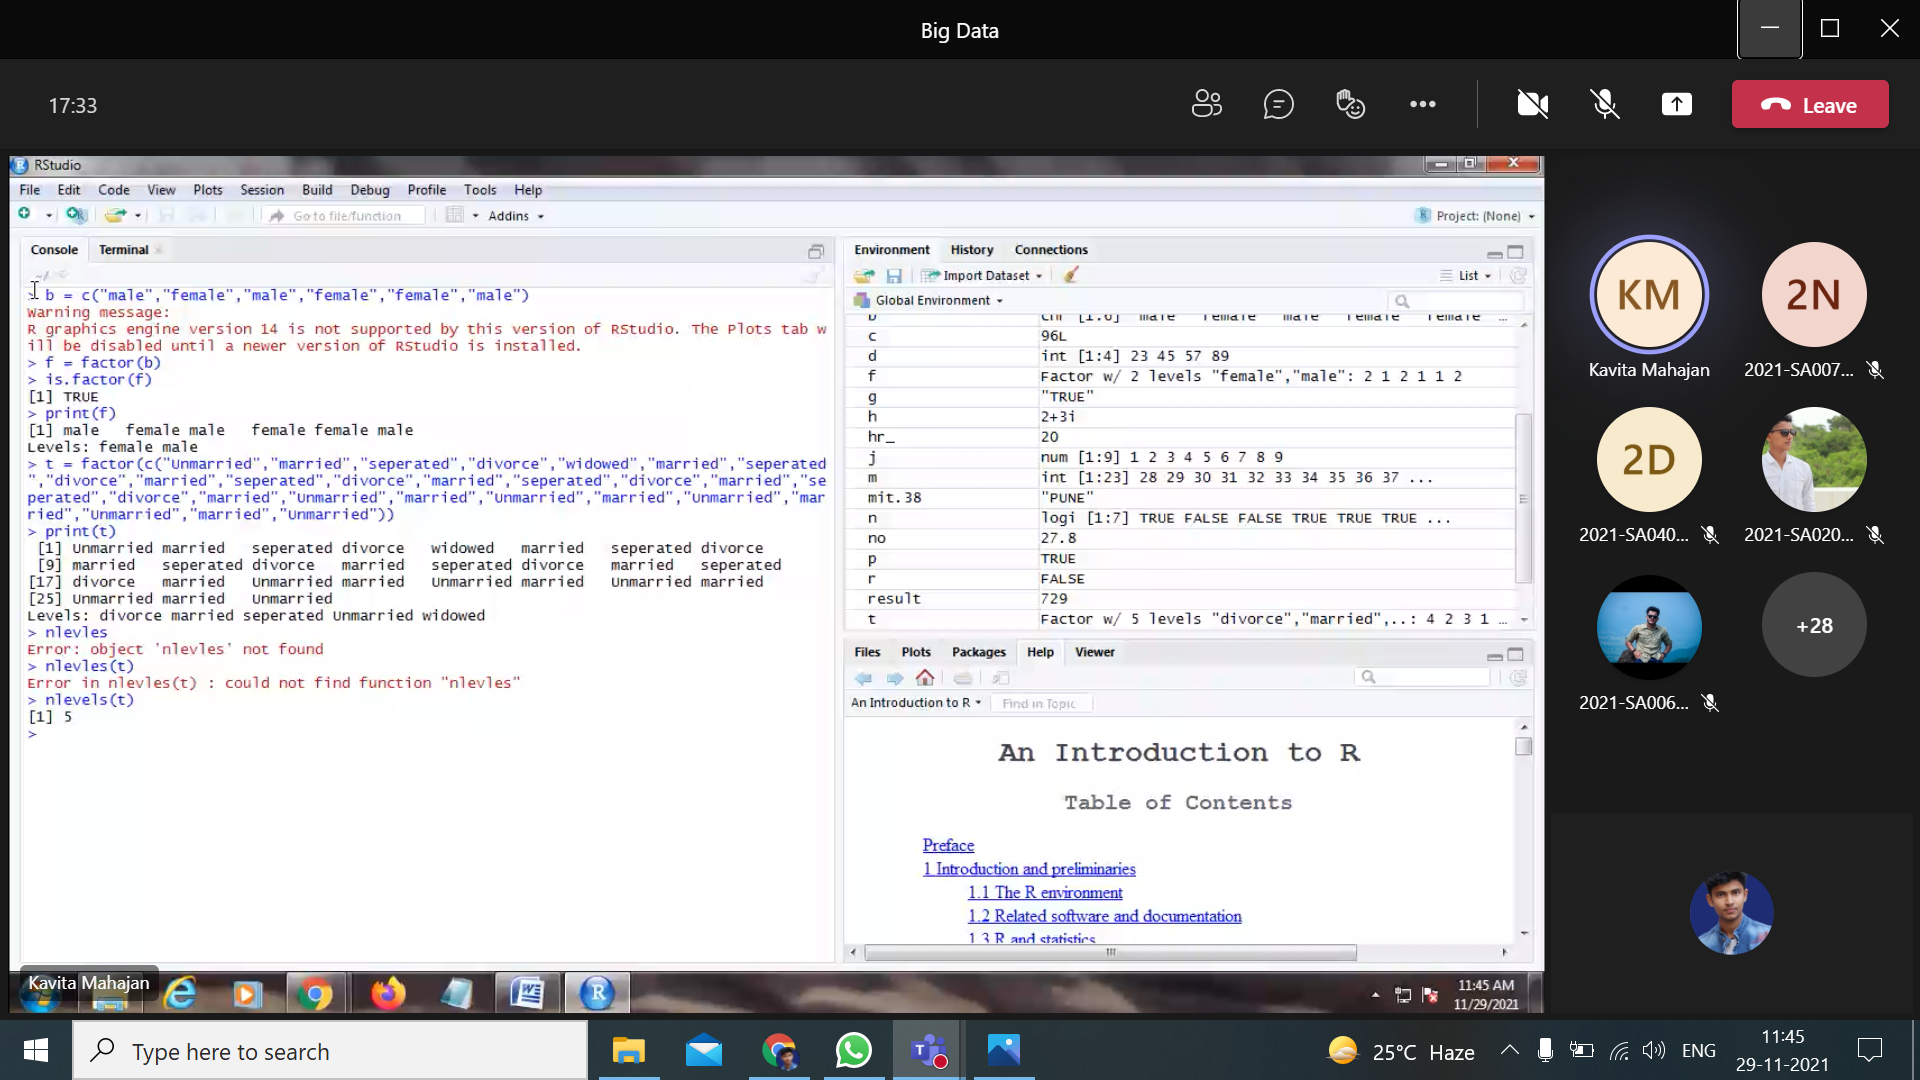 Big Data
17:33
Leave
RStudio
File Edit Code View Plots Session Build Debug Profile Tools Help
Go to file/function
Addins
Project: (None)
Console Terminal
> b = c("male","female","male","female","female","male")
Warning message:
R graphics engine version 14 is not supported by this version of RStudio. The Plots tab w
ill be disabled until a newer version of RStudio is installed.
> f = factor(b)
> is.factor(f)
[1] TRUE
> print(f)
[1] male   female male   female female male
Levels: female male
> t = factor(c("Unmarried","married","seperated","divorce","widowed","married","seperated
","divorce","married","seperated","divorce","married","seperated","divorce","married","se
perated","divorce","married","Unmarried","married","Unmarried","married","Unmarried","mar
ried","Unmarried","married","Unmarried"))
> print(t)
[1] Unmarried married   seperated divorce   widowed   married   seperated divorce
[9] married   seperated divorce   married   seperated divorce   married   seperated
[17] divorce   married   Unmarried married   Unmarried married   Unmarried married
[25] Unmarried married   Unmarried
Levels: divorce married seperated Unmarried widowed
> nlevles
Error: object 'nlevles' not found
> nlevles(t)
Error in nlevles(t) : could not find function "nlevles"
> nlevels(t)
[1] 5
>
Environment History Connections
Import Dataset
List
Global Environment
b chr [1:6] "male" "female" "male" "female" "female" ...
c 96L
d int [1:4] 23 45 57 89
f Factor w/ 2 levels "female","male": 2 1 2 1 1 2
g "TRUE"
h 2+3i
hr_ 20
j num [1:9] 1 2 3 4 5 6 7 8 9
m int [1:23] 28 29 30 31 32 33 34 35 36 37 ...
mit.38 "PUNE"
n logi [1:7] TRUE FALSE FALSE TRUE TRUE TRUE ...
no 27.8
p TRUE
r FALSE
result 729
t Factor w/ 5 levels "divorce","married",..: 4 2 3 1 ...
Files Plots Packages Help Viewer
An Introduction to R
Find in Topic
An Introduction to R
Table of Contents
Preface
1 Introduction and preliminaries
1.1 The R environment
1.2 Related software and documentation
1.3 R and statistics
KM
Kavita Mahajan
2N
2021-SA007...
2D
2021-SA040...
2021-SA020...
2021-SA006...
+28
Kavita Mahajan
11:45 AM
11/29/2021
Type here to search
25°C Haze
ENG
11:45
29-11-2021